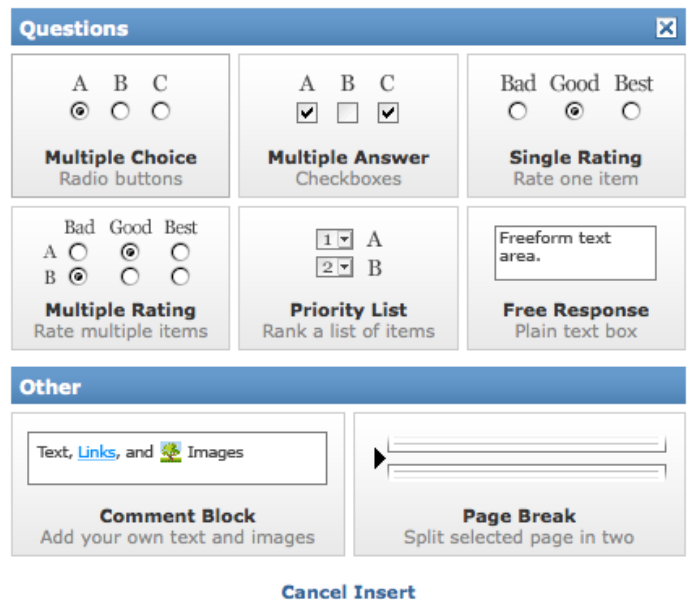 Questions
A B C
Multiple Choice
Radio buttons
A B C
Multiple Answer
Checkboxes
Bad Good Best
Single Rating
Rate one item
Bad Good Best
A
B
Multiple Rating
Rate multiple items
1 A
2 B
Priority List
Rank a list of items
Freeform text
area.
Free Response
Plain text box
Other
Text, Links, and Images
Comment Block
Add your own text and images
Page Break
Split selected page in two
Cancel Insert